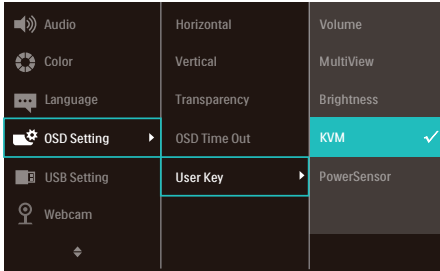 Audio
Color
Language
OSD Setting
USB Setting
Webcam
Horizontal
Vertical
Transparency
OSD Time Out
User Key
Volume
MultiView
Brightness
KVM
PowerSensor